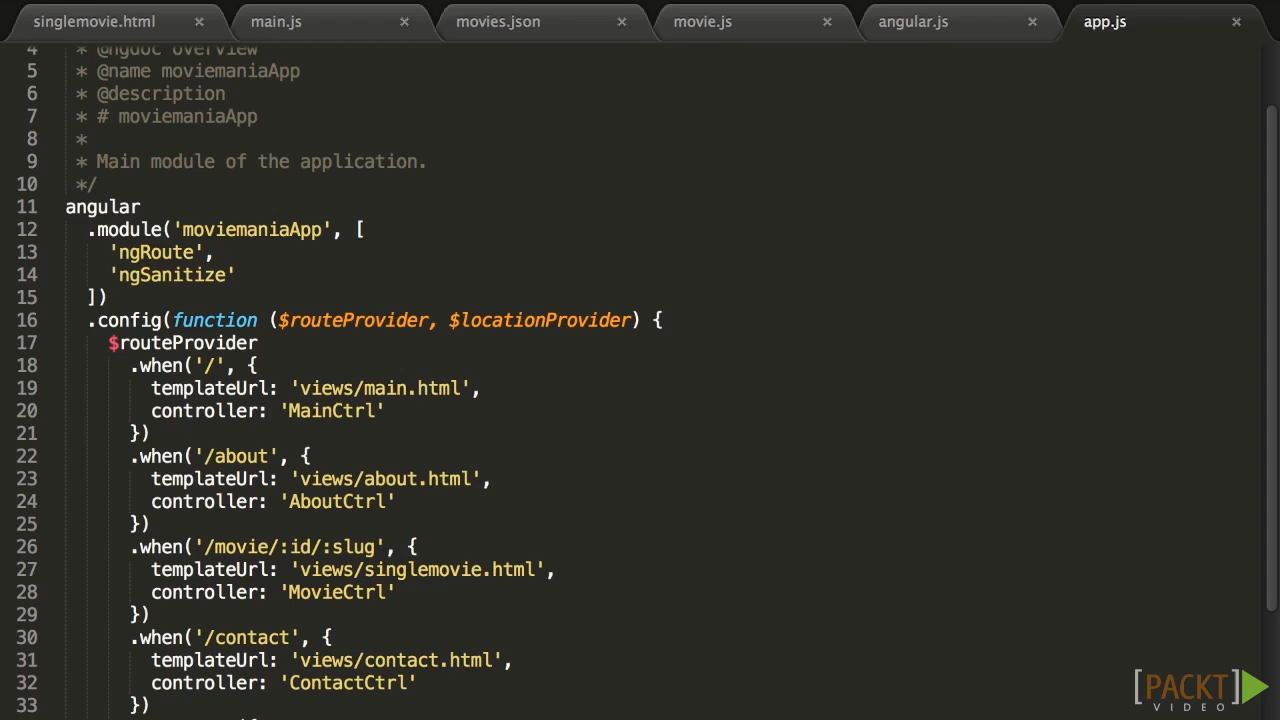 singlemovie.html × main.js × movies.json × movie.js × angular.js × app.js ×
4 * @ngdoc overview
5 * @name moviemaniaApp
6 * @description
7 * # moviemaniaApp
8 *
9 * Main module of the application.
10 */
11 angular
12 .module('moviemaniaApp', [
13 'ngRoute',
14 'ngSanitize'
15 ])
16 .config(function ($routeProvider, $locationProvider) {
17 $routeProvider
18 .when('/', {
19 templateUrl: 'views/main.html',
20 controller: 'MainCtrl'
21 })
22 .when('/about', {
23 templateUrl: 'views/about.html',
24 controller: 'AboutCtrl'
25 })
26 .when('/movie/:id/:slug', {
27 templateUrl: 'views/singlemovie.html',
28 controller: 'MovieCtrl'
29 })
30 .when('/contact', {
31 templateUrl: 'views/contact.html',
32 controller: 'ContactCtrl'
33 })
[PACKT]
VIDEO